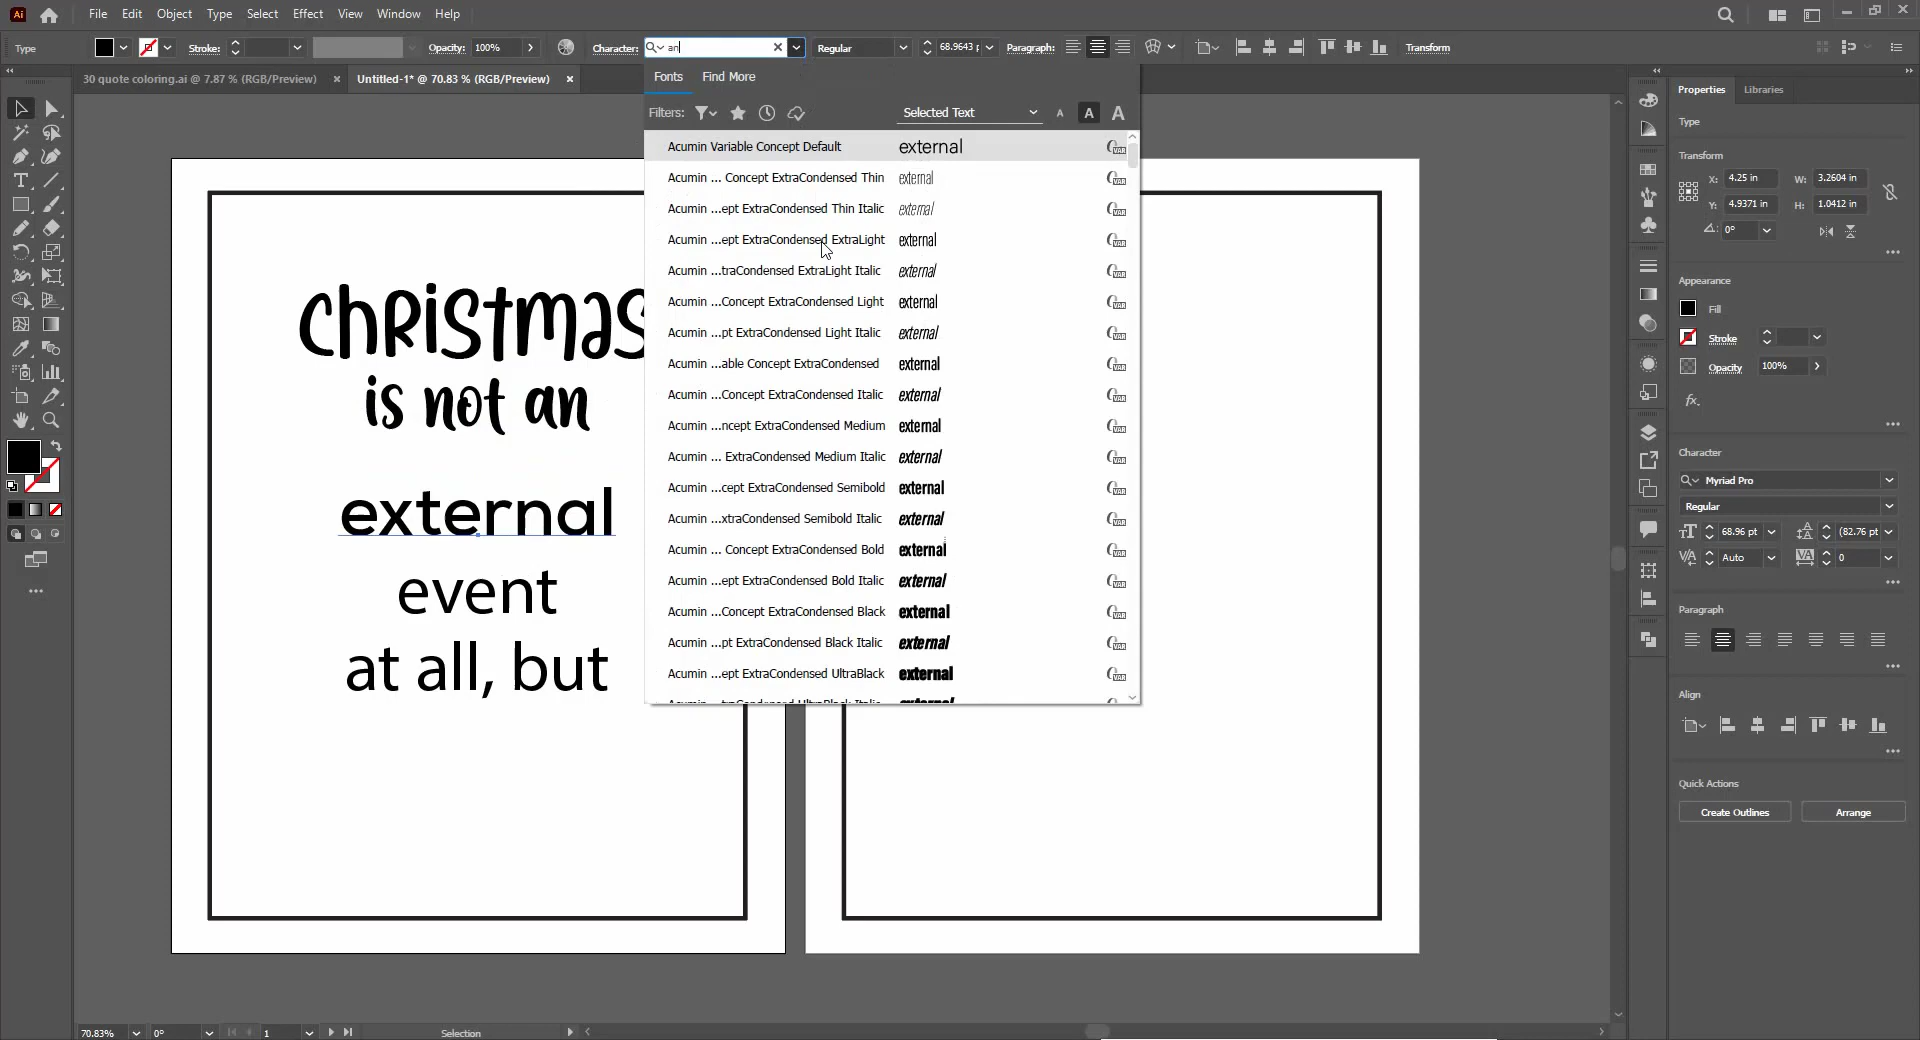 Ai File Edit Object Type Select Effect View Window Help
Type Stroke: Opacity: 100% Character: an Regular 68.9643 p Paragraph: Transform
30 quote coloring.ai @ 7.87 % (RGB/Preview) Untitled-1* @ 70.83 % (RGB/Preview)
Fonts Find More
Filters: Selected Text A A A
Acumin Variable Concept Default external
Acumin ... Concept ExtraCondensed Thin external
Acumin ...ept ExtraCondensed Thin Italic external
Acumin ...ept ExtraCondensed ExtraLight external
Acumin ...traCondensed ExtraLight Italic external
Acumin ...Concept ExtraCondensed Light external
Acumin ...pt ExtraCondensed Light Italic external
Acumin ...able Concept ExtraCondensed external
Acumin ...Concept ExtraCondensed Italic external
Acumin ...ncept ExtraCondensed Medium external
Acumin ... ExtraCondensed Medium Italic external
Acumin ...cept ExtraCondensed Semibold external
Acumin ...xtraCondensed Semibold Italic external
Acumin ... Concept ExtraCondensed Bold external
Acumin ...ept ExtraCondensed Bold Italic external
Acumin ...Concept ExtraCondensed Black external
Acumin ...pt ExtraCondensed Black Italic external
Acumin ...ept ExtraCondensed UltraBlack external
christmas
is not an
external
event
at all, but
Properties Libraries
Type
Transform
X: 4.25 in W: 3.2604 in
Y: 4.9371 in H: 1.0412 in
0°
Appearance
Fill
Stroke
Opacity 100%
fx.
Character
Myriad Pro
Regular
68.96 pt (82.76 pt
Auto 0
Paragraph
Align
Quick Actions
Create Outlines Arrange
70.83% 0° 1 Selection